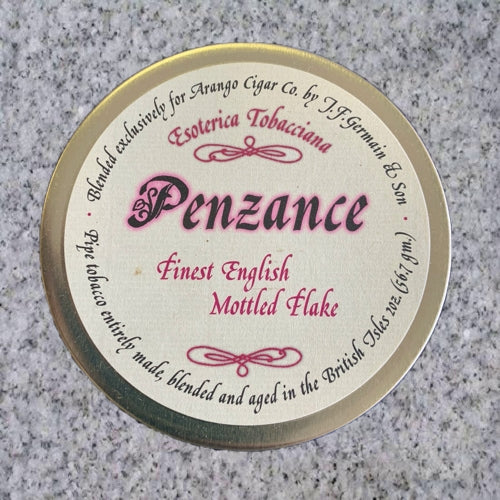 Blended exclusively for Arango Cigar Co. by J.F.Germain & Son
Esoterica Tobacciana
Penzance
Finest English
Mottled Flake
Pipe tobacco entirely made, blended and aged in the British Isles 2oz.(56.7 gm.)